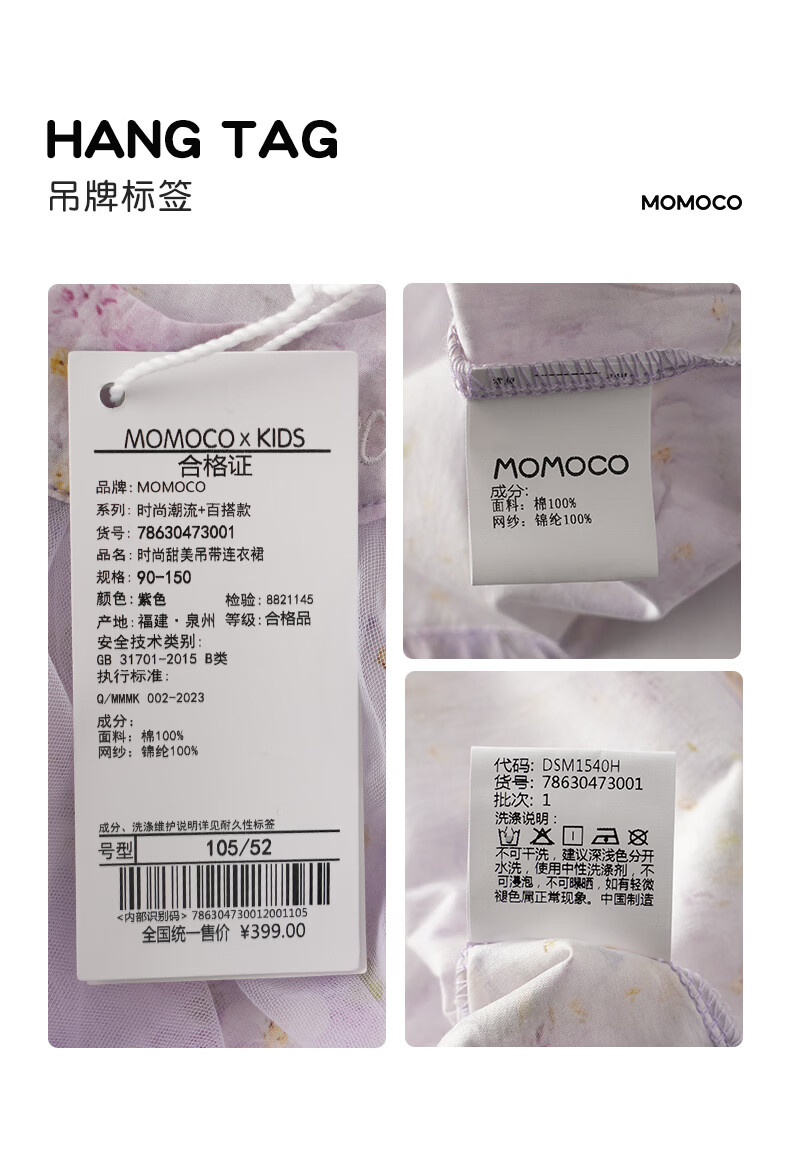 HANG TAG
吊牌标签
MOMOCO
MOMOCO x KIDS
合格证
品牌: MOMOCO
系列: 时尚潮流+百搭款
货号: 78630473001
品名: 时尚甜美吊带连衣裙
规格: 90-150
颜色: 紫色 检验: 8821145
产地: 福建·泉州 等级: 合格品
安全技术类别:
GB 31701-2015 B类
执行标准:
Q/MMMK 002-2023
成分:
面料: 棉100%
网纱: 锦纶100%
成分、洗涤维护说明详见耐久性标签
号型 105/52
<内部识别码> 786304730012001105
全国统一售价 ¥399.00
MOMOCO
成分:
面料: 棉100%
网纱: 锦纶100%
代码: DSM1540H
货号: 78630473001
批次: 1
洗涤说明:
不可干洗，建议深浅色分开
水洗，使用中性洗涤剂，不
可浸泡，不可曝晒，如有轻微
褪色属正常现象。中国制造